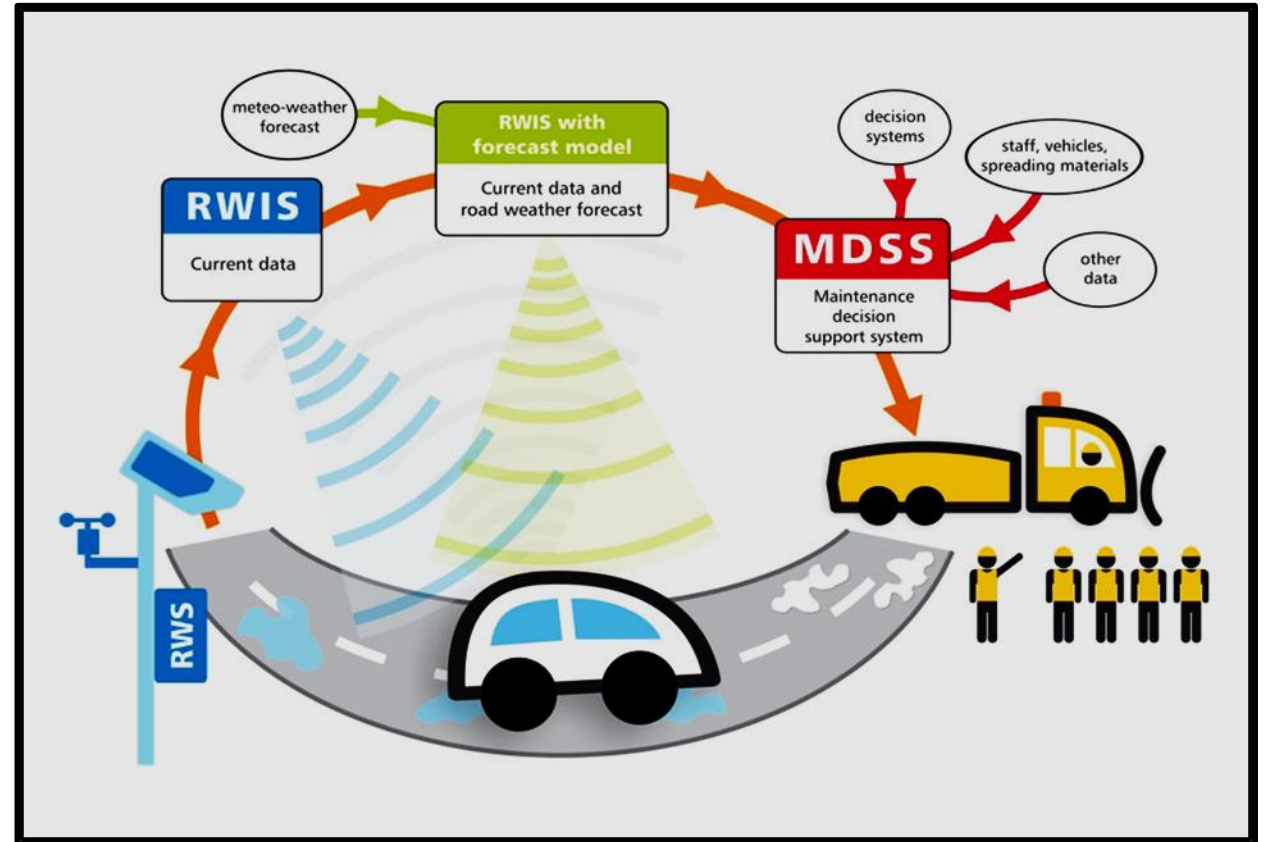 meteo-weather
forecast
RWIS with
forecast model
Current data and
road weather forecast
RWIS
Current data
decision
systems
staff, vehicles,
spreading materials
MDSS
Maintenance
decision
support system
other
data
RWS